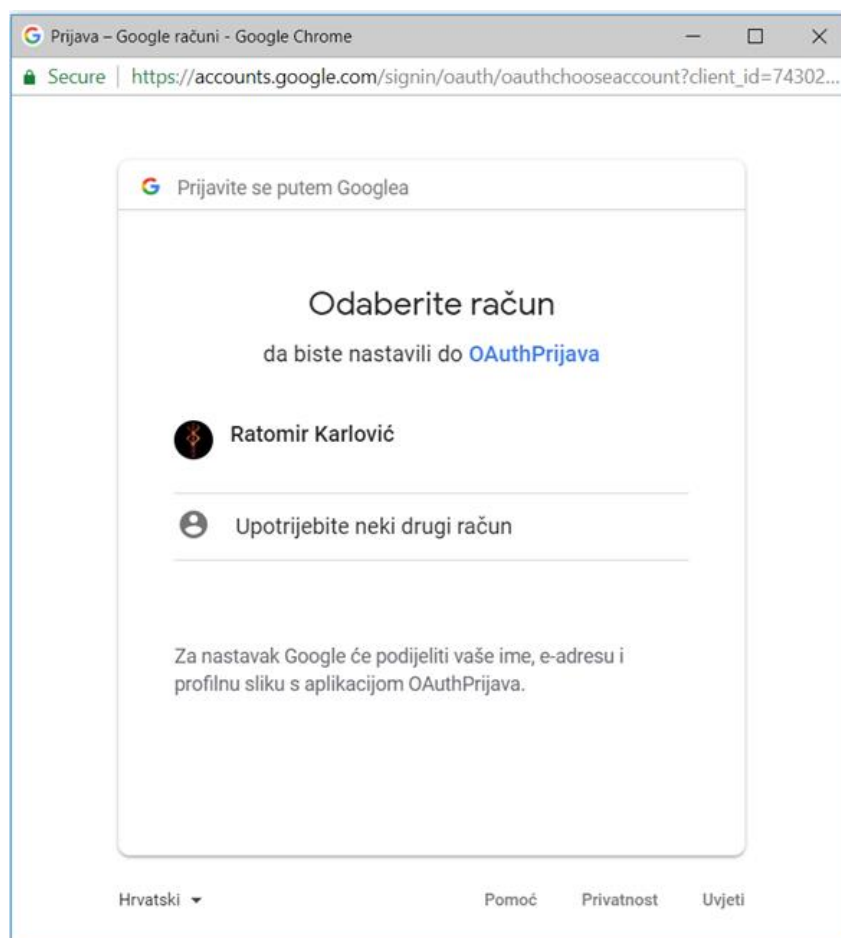 Prijava – Google računi - Google Chrome
Secure | https://accounts.google.com/signin/oauth/oauthchooseaccount?client_id=74302...
Prijavite se putem Googlea
Odaberite račun
da biste nastavili do OAuthPrijava
Ratomir Karlović
Upotrijebite neki drugi račun
Za nastavak Google će podijeliti vaše ime, e-adresu i
profilnu sliku s aplikacijom OAuthPrijava.
Hrvatski Pomoć Privatnost Uvjeti